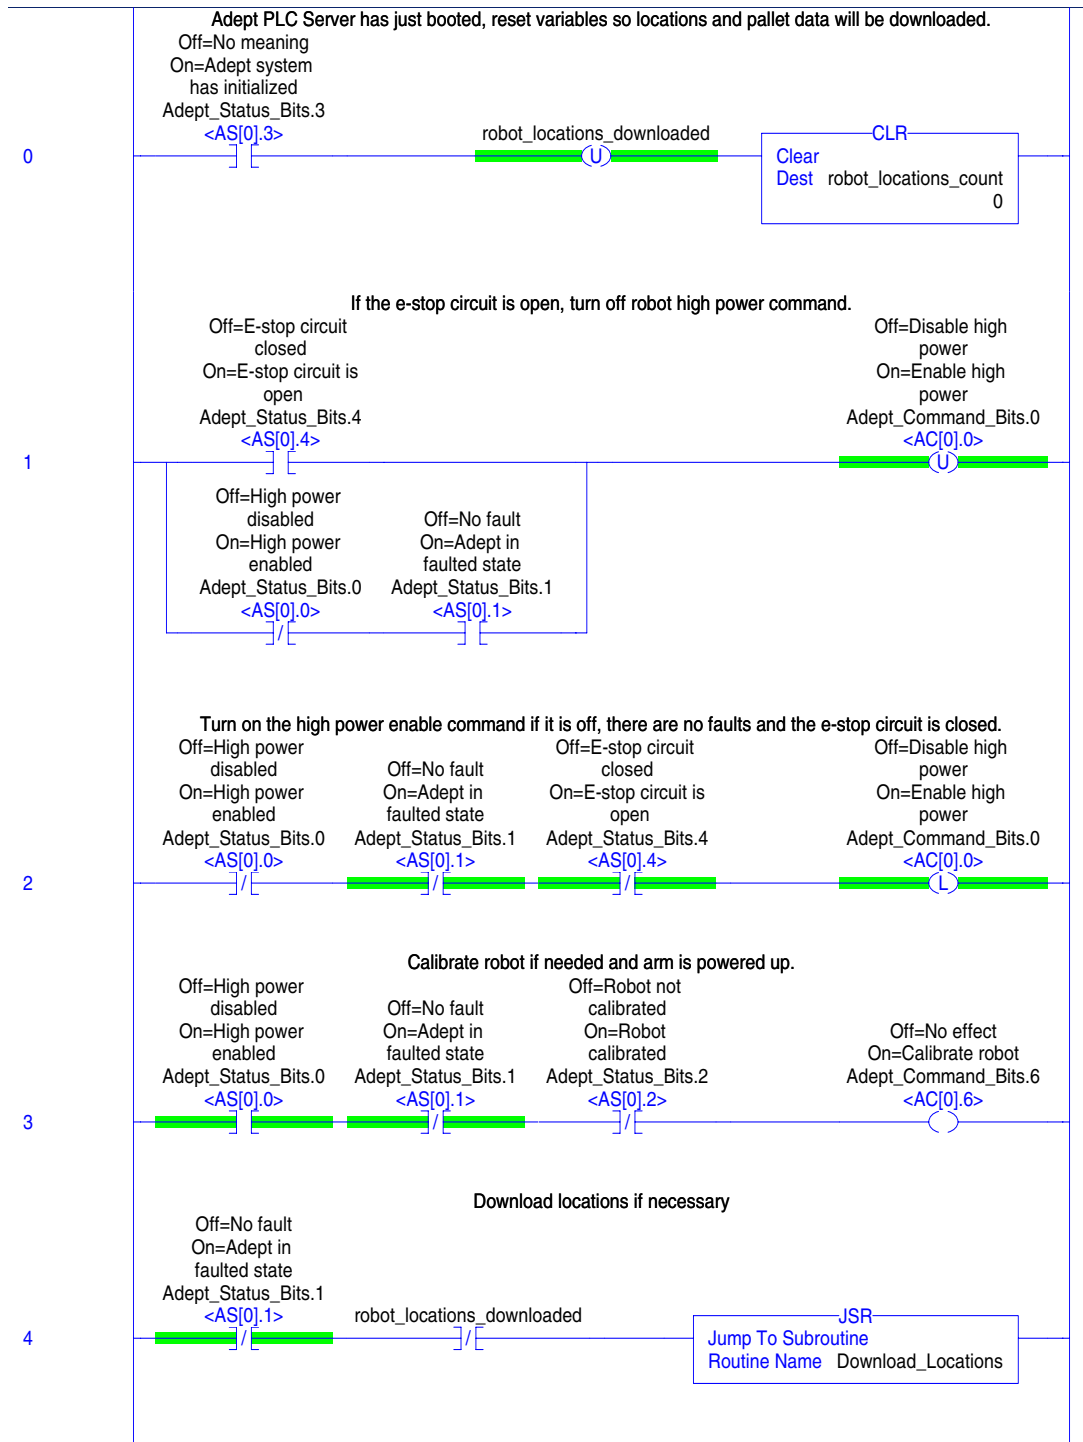 Adept PLC Server has just booted, reset variables so locations and pallet data will be downloaded.
Off=No meaning
On=Adept system
has initialized
Adept_Status_Bits.3
<AS[0].3>
robot_locations_downloaded
U
CLR
Clear
Dest robot_locations_count
0
0
If the e-stop circuit is open, turn off robot high power command.
Off=E-stop circuit
closed
On=E-stop circuit is
open
Adept_Status_Bits.4
<AS[0].4>
Off=Disable high
power
On=Enable high
power
Adept_Command_Bits.0
<AC[0].0>
U
1
Off=High power
disabled
On=High power
enabled
Adept_Status_Bits.0
<AS[0].0>
/
Off=No fault
On=Adept in
faulted state
Adept_Status_Bits.1
<AS[0].1>
Turn on the high power enable command if it is off, there are no faults and the e-stop circuit is closed.
Off=High power
disabled
On=High power
enabled
Adept_Status_Bits.0
<AS[0].0>
/
Off=No fault
On=Adept in
faulted state
Adept_Status_Bits.1
<AS[0].1>
/
Off=E-stop circuit
closed
On=E-stop circuit is
open
Adept_Status_Bits.4
<AS[0].4>
/
Off=Disable high
power
On=Enable high
power
Adept_Command_Bits.0
<AC[0].0>
L
2
Calibrate robot if needed and arm is powered up.
Off=High power
disabled
On=High power
enabled
Adept_Status_Bits.0
<AS[0].0>
Off=No fault
On=Adept in
faulted state
Adept_Status_Bits.1
<AS[0].1>
/
Off=Robot not
calibrated
On=Robot
calibrated
Adept_Status_Bits.2
<AS[0].2>
/
Off=No effect
On=Calibrate robot
Adept_Command_Bits.6
<AC[0].6>
3
Download locations if necessary
Off=No fault
On=Adept in
faulted state
Adept_Status_Bits.1
<AS[0].1>
/
robot_locations_downloaded
/
JSR
Jump To Subroutine
Routine Name Download_Locations
4